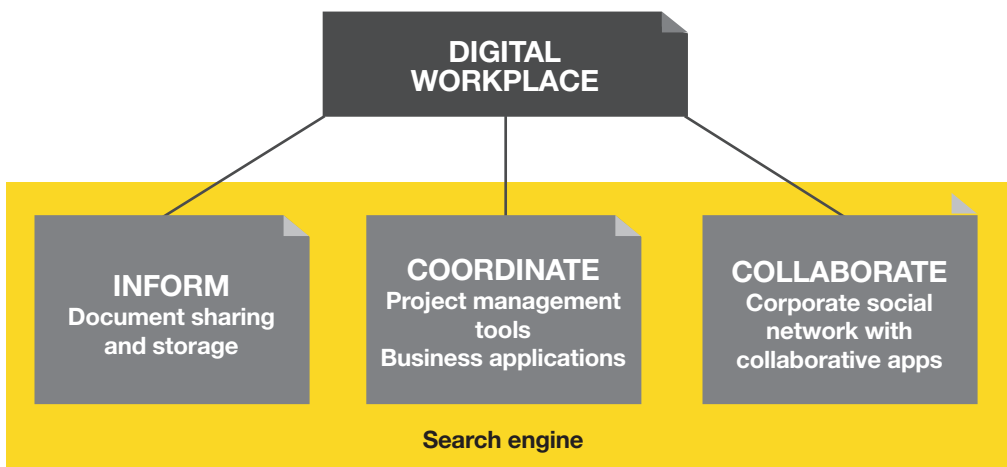 DIGITAL
WORKPLACE
INFORM
Document sharing
and storage
COORDINATE
Project management
tools
Business applications
COLLABORATE
Corporate social
network with
collaborative apps
Search engine